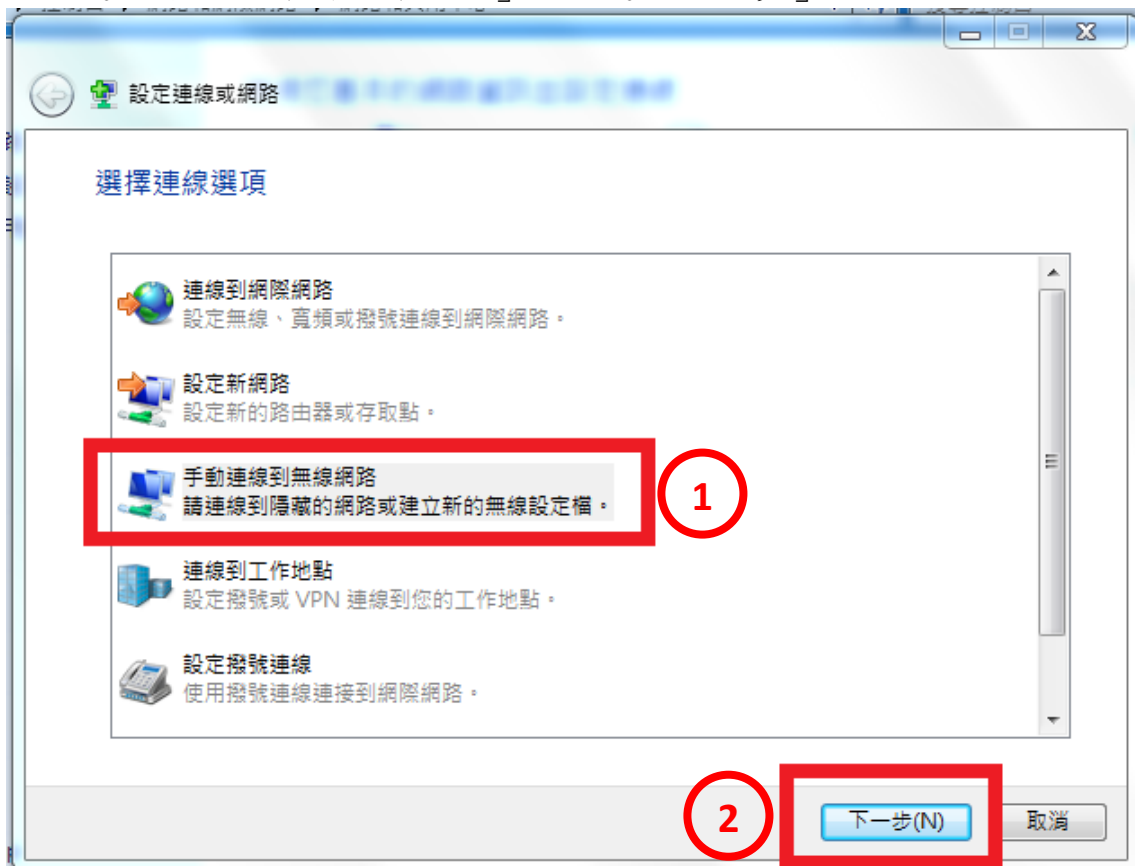 設定連線或網路
選擇連線選項
連線到網際網路
設定無線、寬頻或撥號連線到網際網路。
設定新網路
設定新的路由器或存取點。
手動連線到無線網路
請連線到隱藏的網路或建立新的無線設定檔。
1
連線到工作地點
設定撥號或 VPN 連線到您的工作地點。
設定撥號連線
使用撥號連線連接到網際網路。
2
下一步(N)
取消